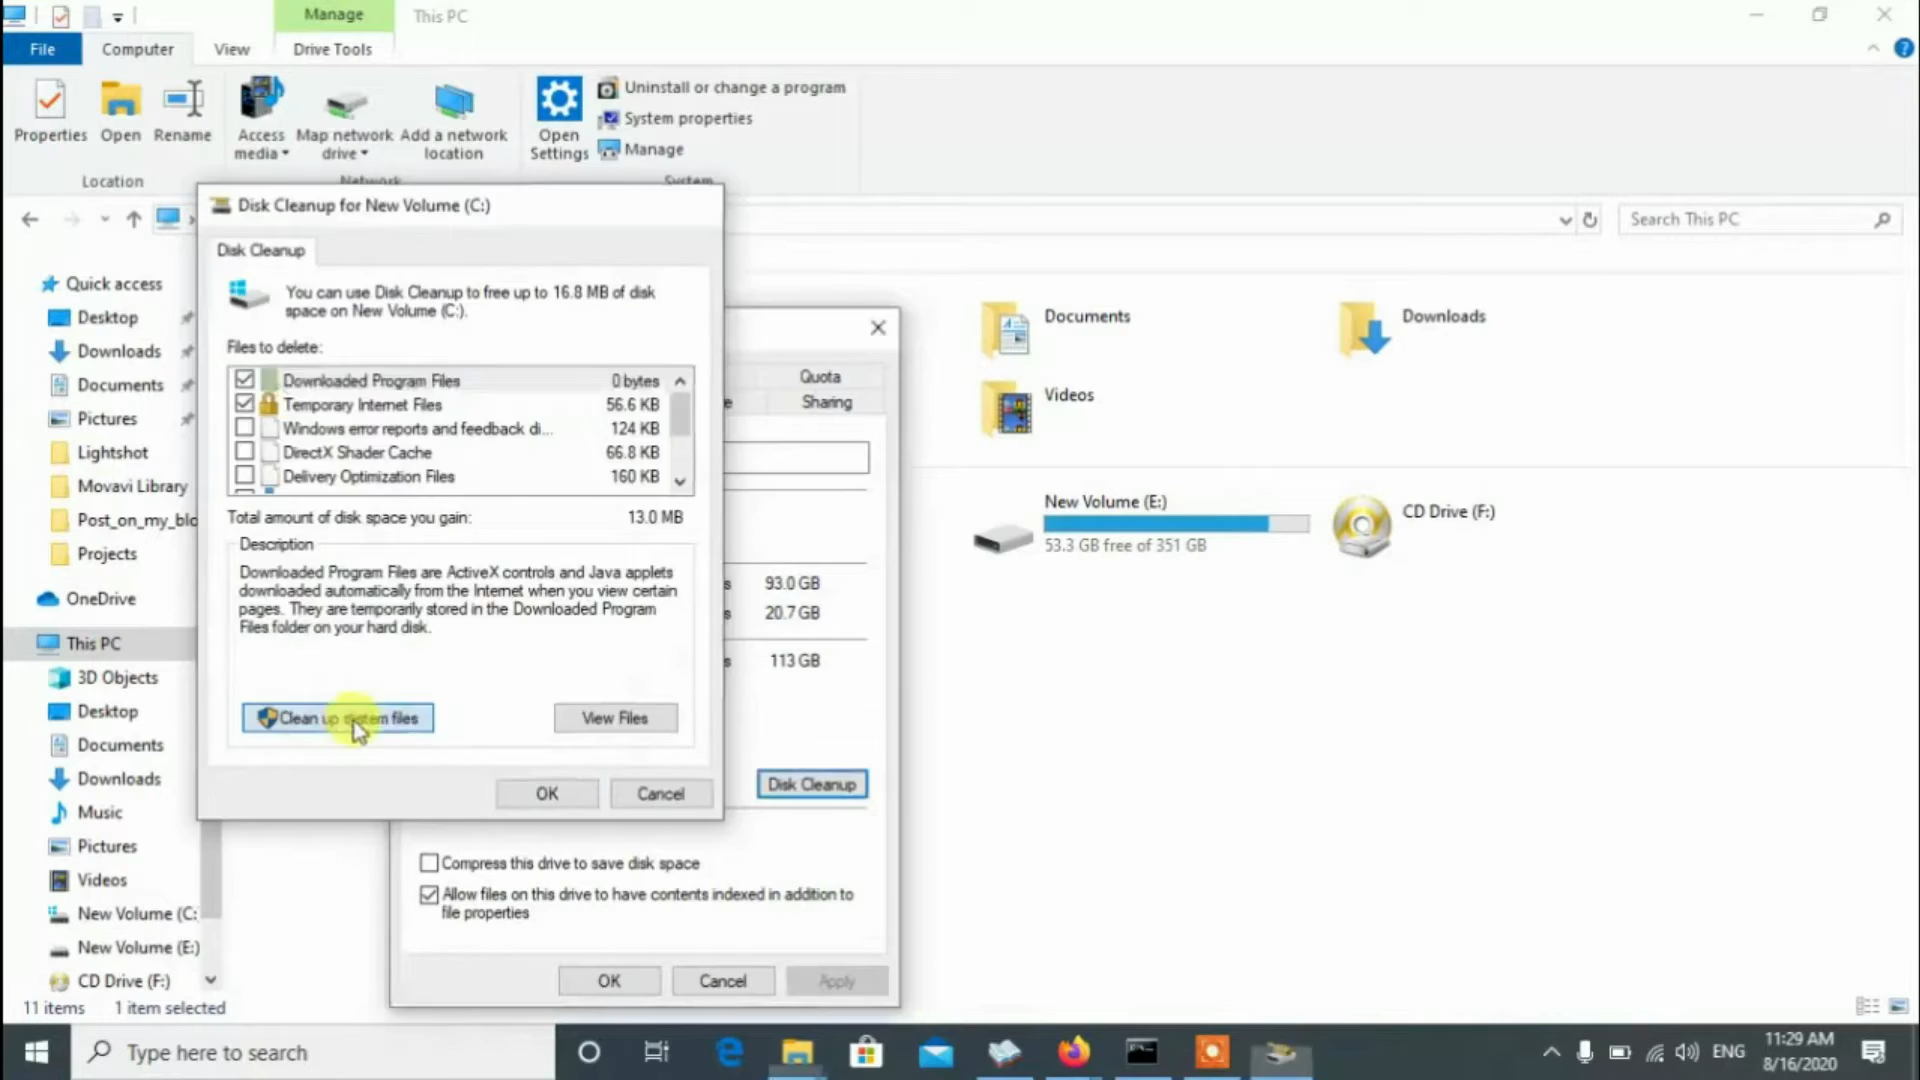 Manage
This PC
File
Computer
View
Drive Tools
Properties
Open
Rename
Access media
Map network drive
Add a network location
Open Settings
Uninstall or change a program
System properties
Manage
Location
Network
System
Search This PC
Disk Cleanup for New Volume (C:)
Disk Cleanup
You can use Disk Cleanup to free up to 16.8 MB of disk
space on New Volume (C:).
Files to delete:
Downloaded Program Files 0 bytes
Temporary Internet Files 56.6 KB
Windows error reports and feedback di... 124 KB
DirectX Shader Cache 66.8 KB
Delivery Optimization Files 160 KB
Total amount of disk space you gain: 13.0 MB
Description
Downloaded Program Files are ActiveX controls and Java applets
downloaded automatically from the Internet when you view certain
pages. They are temporarily stored in the Downloaded Program
Files folder on your hard disk.
Clean up system files
View Files
OK
Cancel
Quota
Sharing
93.0 GB
20.7 GB
113 GB
Disk Cleanup
Compress this drive to save disk space
Allow files on this drive to have contents indexed in addition to
file properties
OK
Cancel
Apply
Quick access
Desktop
Downloads
Documents
Pictures
Lightshot
Movavi Library
Post_on_my_blo
Projects
OneDrive
This PC
3D Objects
Desktop
Documents
Downloads
Music
Pictures
Videos
New Volume (C:
New Volume (E:)
CD Drive (F:)
Documents
Downloads
Videos
New Volume (E:)
53.3 GB free of 351 GB
CD Drive (F:)
11 items
1 item selected
Type here to search
ENG
11:29 AM
8/16/2020